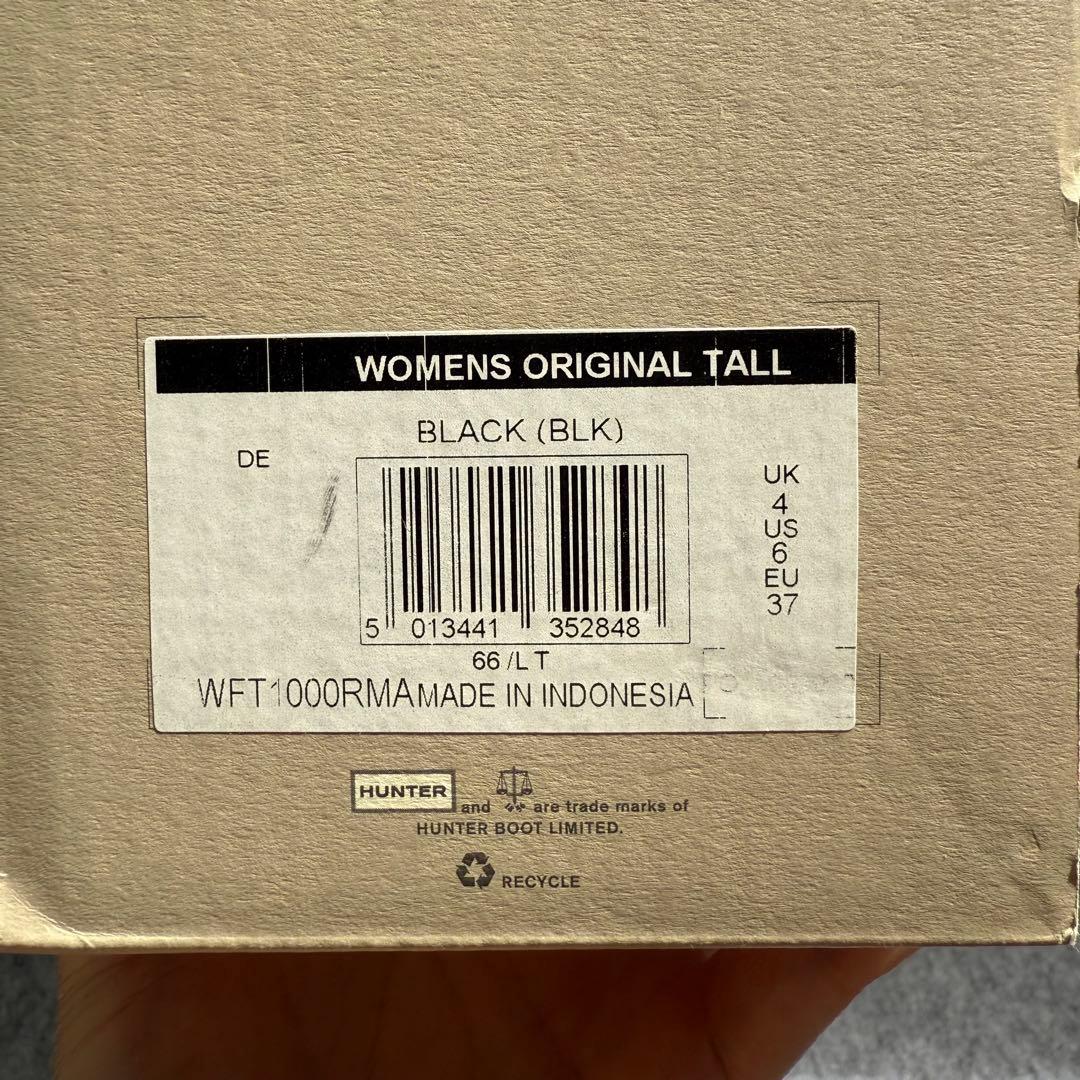 WOMENS ORIGINAL TALL
BLACK (BLK)
DE
UK
4
US
6
EU
37
5 013441 352848
66 /L T
WFT1000RMA MADE IN INDONESIA
HUNTER and are trade marks of
HUNTER BOOT LIMITED.
RECYCLE